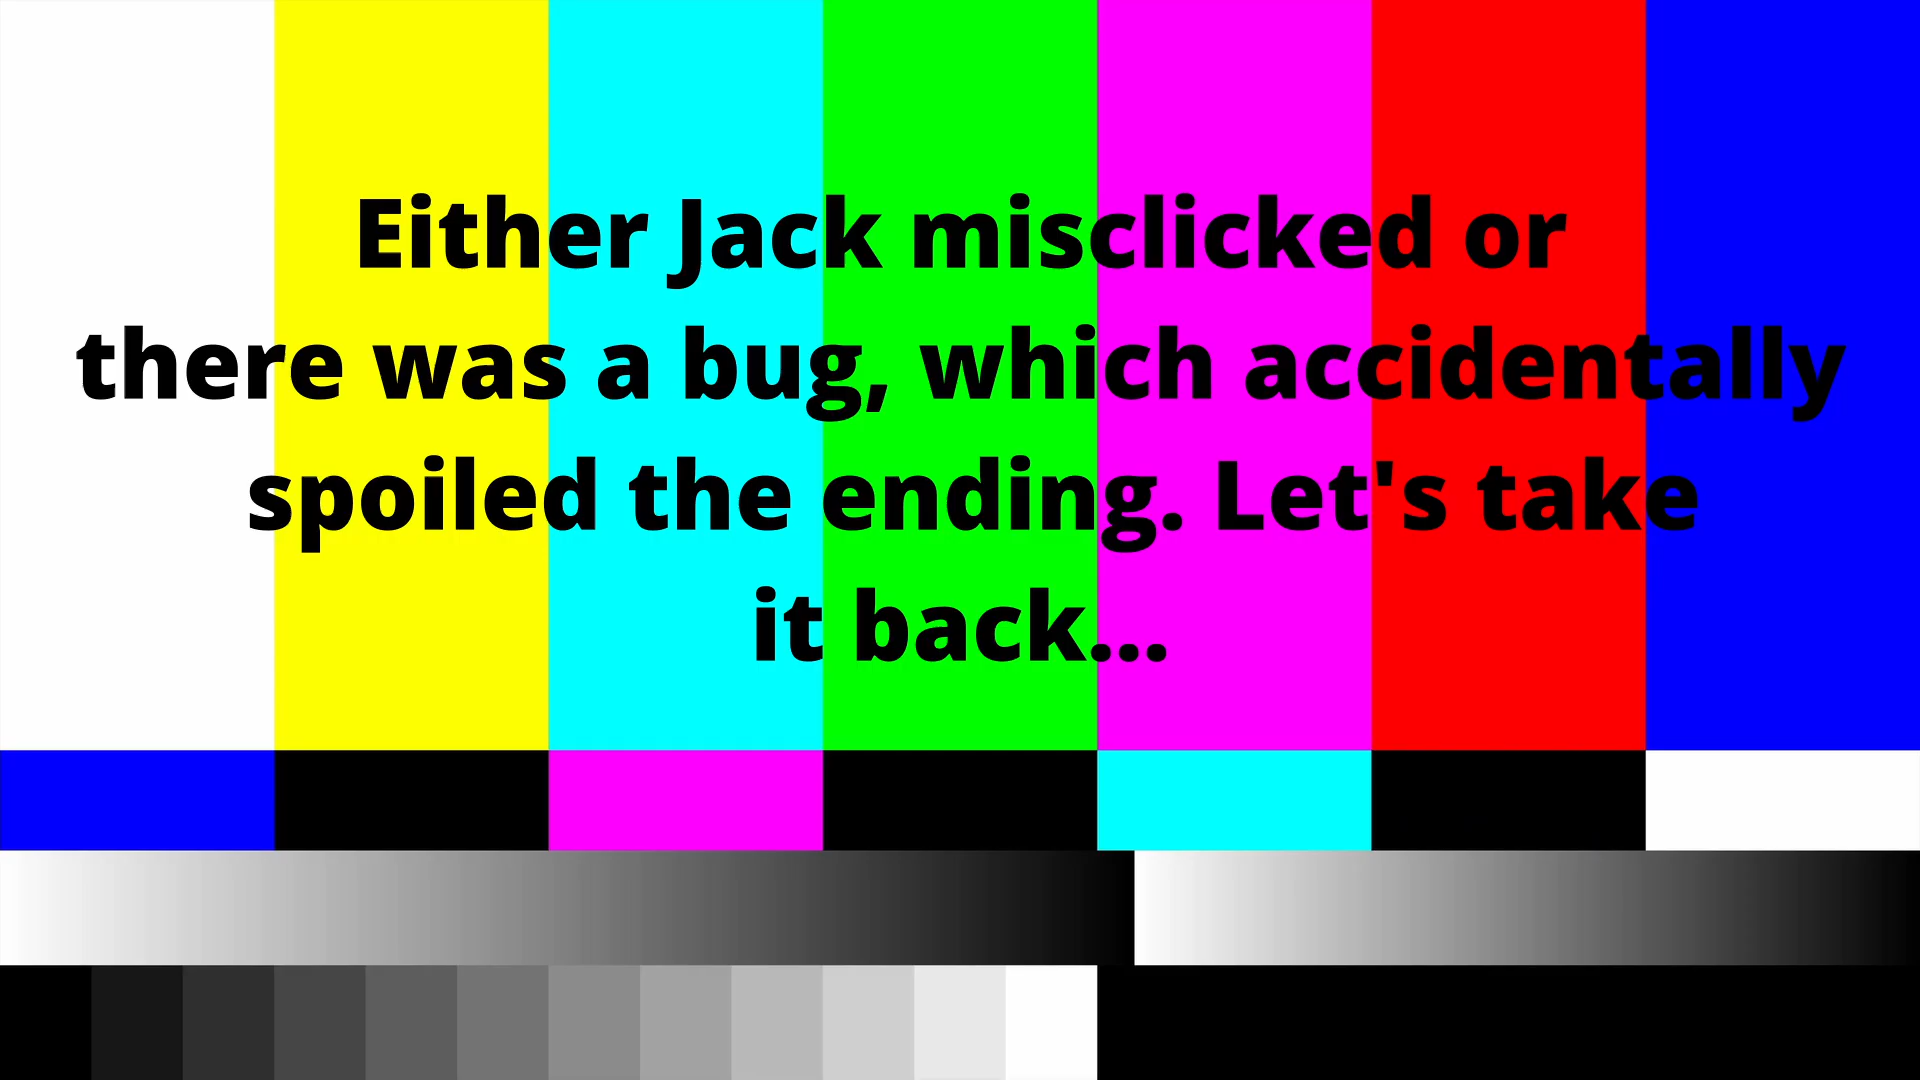 Either Jack misclicked or
there was a bug, which accidentally
spoiled the ending. Let's take
it back...